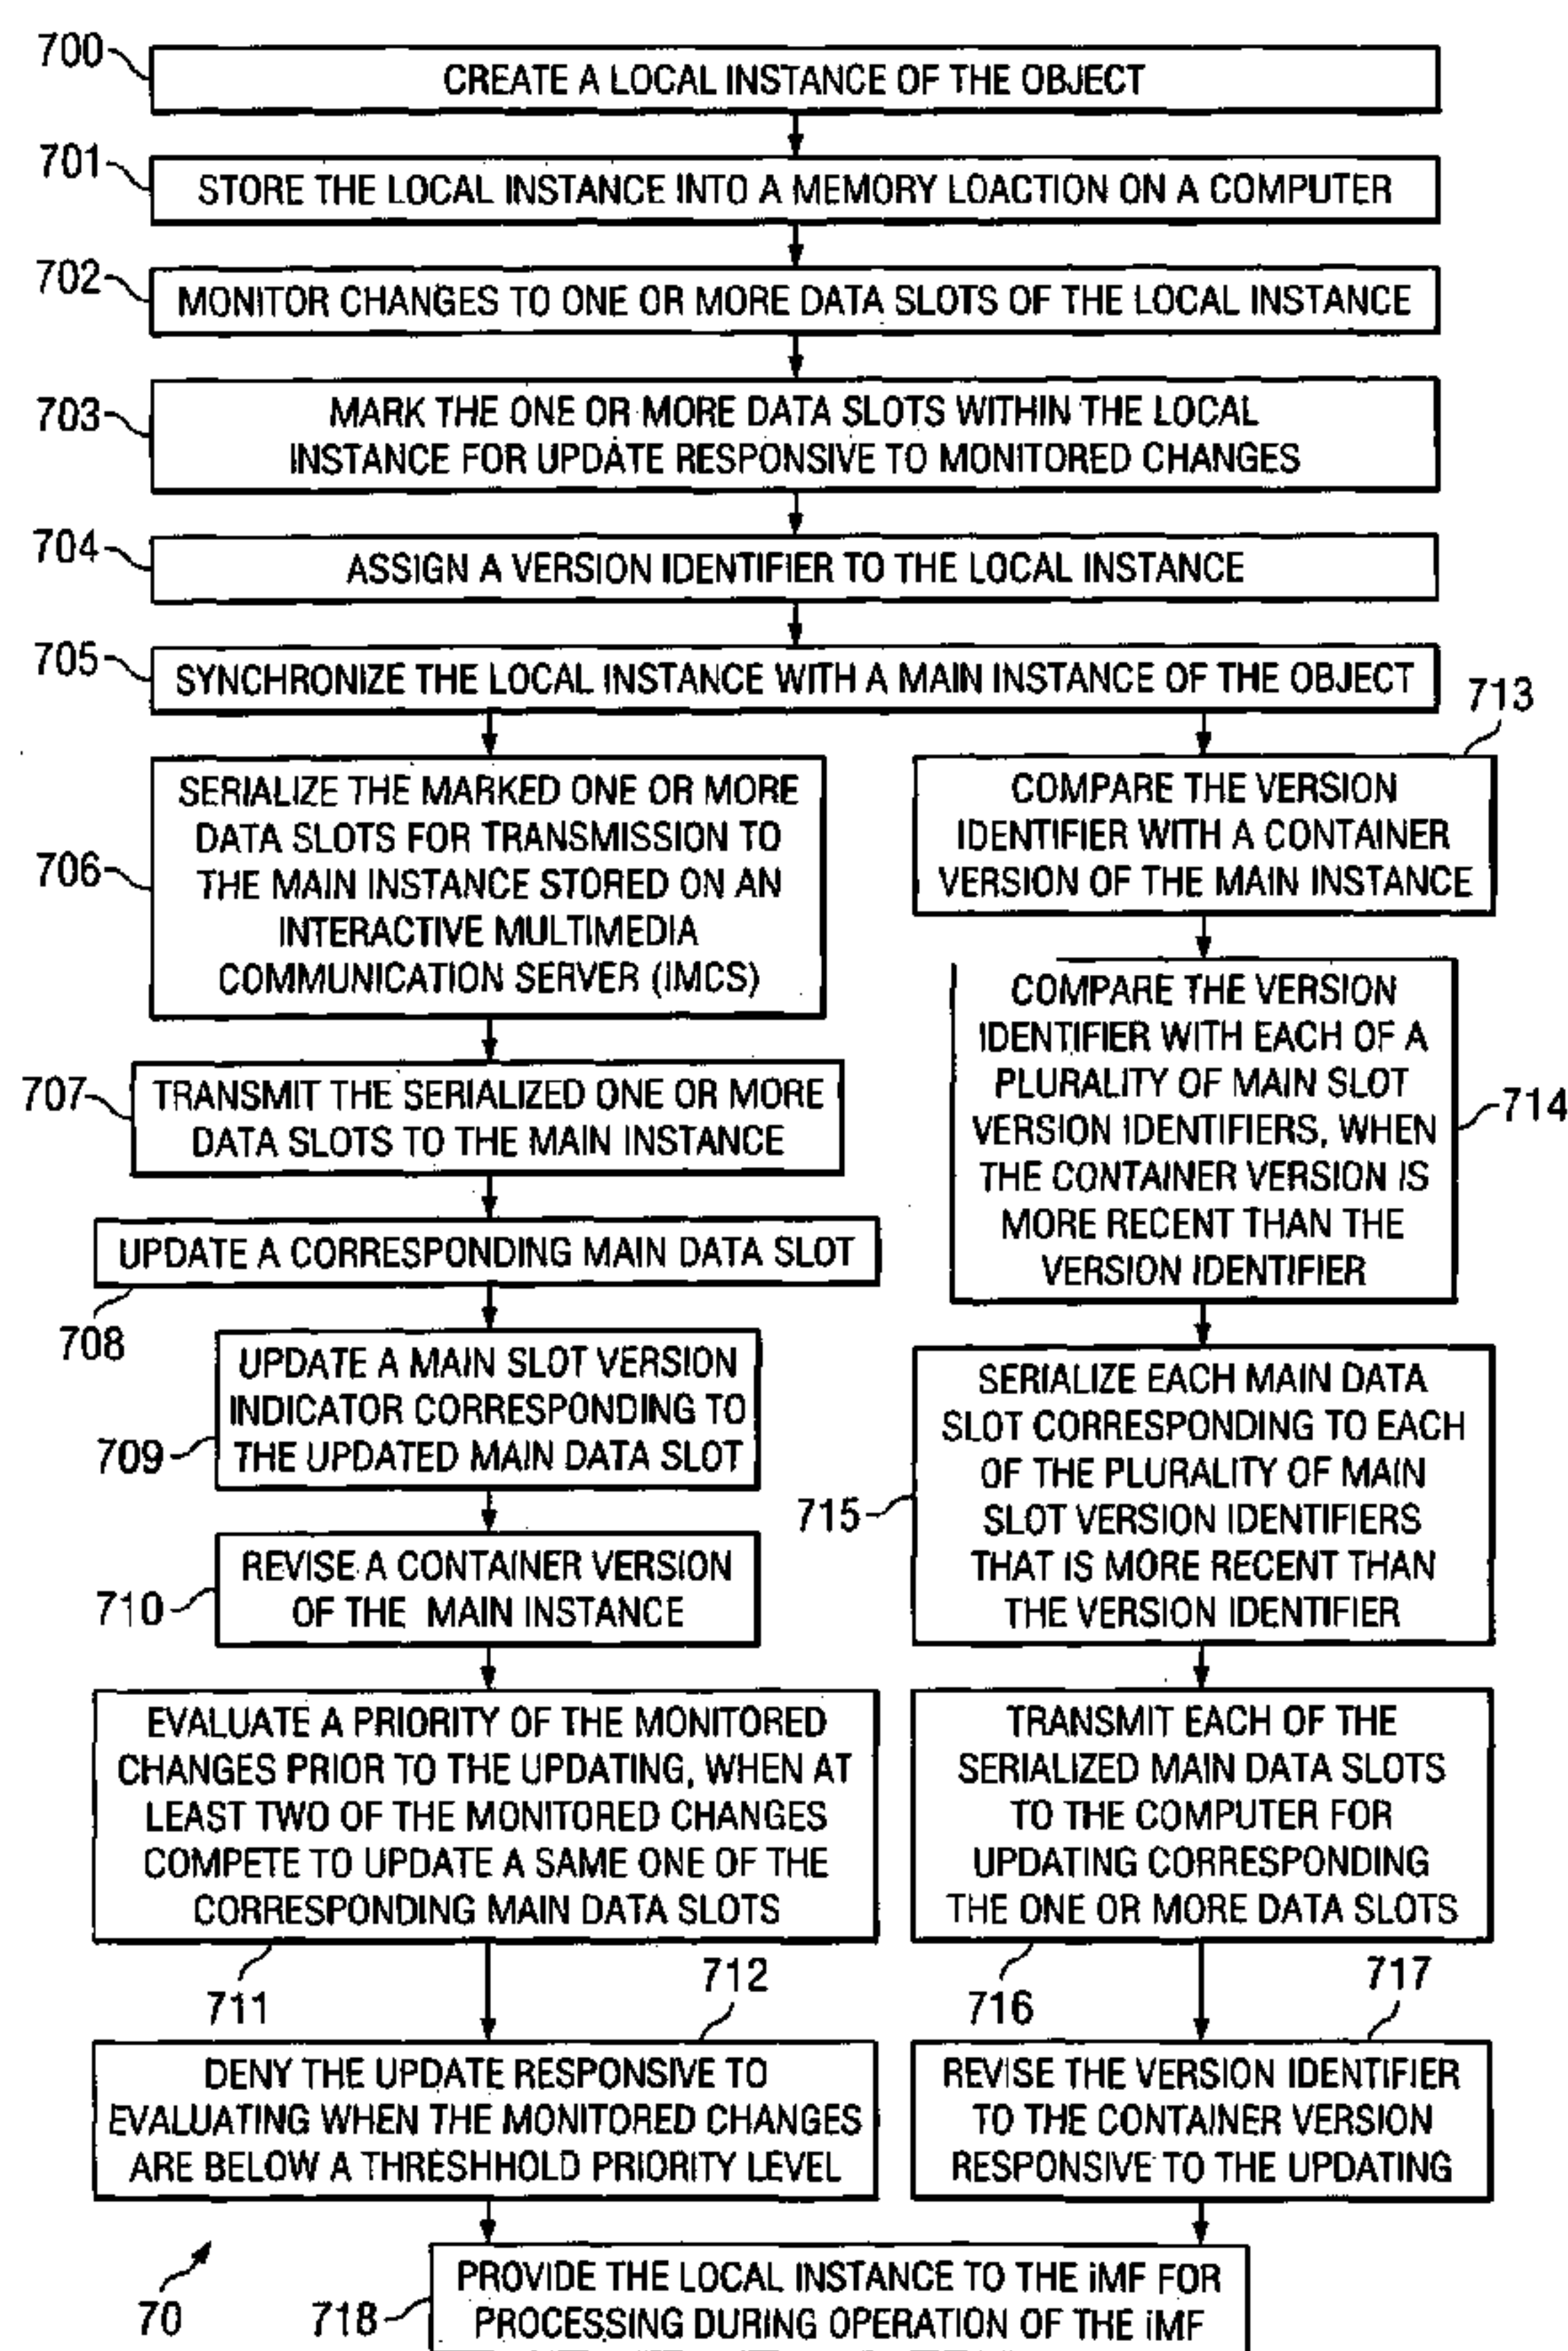 700
CREATE A LOCAL INSTANCE OF THE OBJECT
701
STORE THE LOCAL INSTANCE INTO A MEMORY LOACTION ON A COMPUTER
702
MONITOR CHANGES TO ONE OR MORE DATA SLOTS OF THE LOCAL INSTANCE
703
MARK THE ONE OR MORE DATA SLOTS WITHIN THE LOCAL
INSTANCE FOR UPDATE RESPONSIVE TO MONITORED CHANGES
704
ASSIGN A VERSION IDENTIFIER TO THE LOCAL INSTANCE
705
SYNCHRONIZE THE LOCAL INSTANCE WITH A MAIN INSTANCE OF THE OBJECT
706
SERIALIZE THE MARKED ONE OR MORE
DATA SLOTS FOR TRANSMISSION TO
THE MAIN INSTANCE STORED ON AN
INTERACTIVE MULTIMEDIA
COMMUNICATION SERVER (iMCS)
707
TRANSMIT THE SERIALIZED ONE OR MORE
DATA SLOTS TO THE MAIN INSTANCE
UPDATE A CORRESPONDING MAIN DATA SLOT
708
UPDATE A MAIN SLOT VERSION
INDICATOR CORRESPONDING TO
THE UPDATED MAIN DATA SLOT
709
REVISE A CONTAINER VERSION
OF THE MAIN INSTANCE
710
EVALUATE A PRIORITY OF THE MONITORED
CHANGES PRIOR TO THE UPDATING, WHEN AT
LEAST TWO OF THE MONITORED CHANGES
COMPETE TO UPDATE A SAME ONE OF THE
CORRESPONDING MAIN DATA SLOTS
711
712
DENY THE UPDATE RESPONSIVE TO
EVALUATING WHEN THE MONITORED CHANGES
ARE BELOW A THRESHHOLD PRIORITY LEVEL
713
COMPARE THE VERSION
IDENTIFIER WITH A CONTAINER
VERSION OF THE MAIN INSTANCE
COMPARE THE VERSION
IDENTIFIER WITH EACH OF A
PLURALITY OF MAIN SLOT
VERSION IDENTIFIERS, WHEN
THE CONTAINER VERSION IS
MORE RECENT THAN THE
VERSION IDENTIFIER
714
SERIALIZE EACH MAIN DATA
SLOT CORRESPONDING TO EACH
OF THE PLURALITY OF MAIN
SLOT VERSION IDENTIFIERS
THAT IS MORE RECENT THAN
THE VERSION IDENTIFIER
715
TRANSMIT EACH OF THE
SERIALIZED MAIN DATA SLOTS
TO THE COMPUTER FOR
UPDATING CORRESPONDING
THE ONE OR MORE DATA SLOTS
716
717
REVISE THE VERSION IDENTIFIER
TO THE CONTAINER VERSION
RESPONSIVE TO THE UPDATING
70
718
PROVIDE THE LOCAL INSTANCE TO THE iMF FOR
PROCESSING DURING OPERATION OF THE iMF